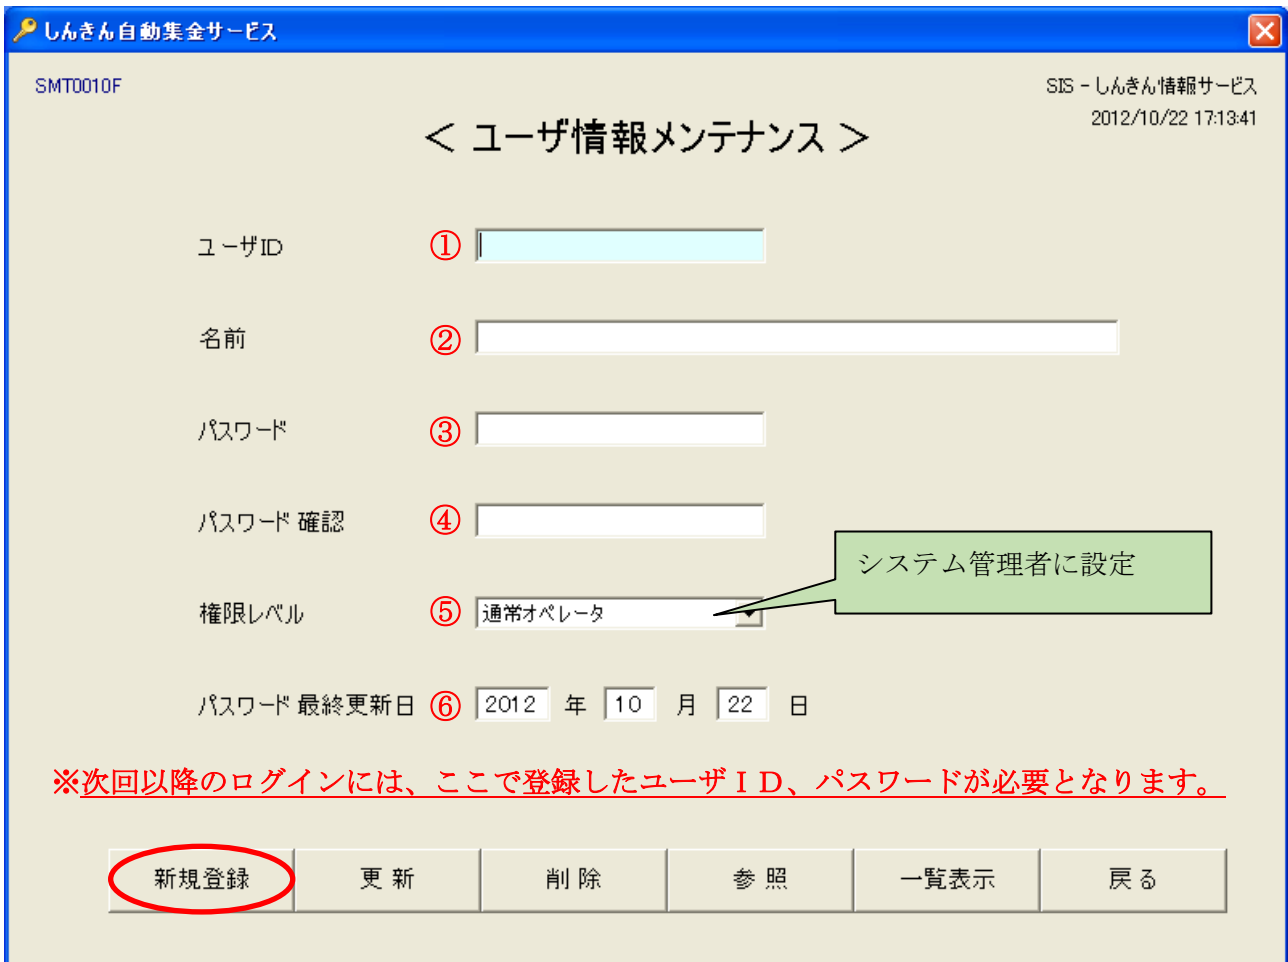 しんきん自動集金サービス
SMT0010F
SIS - しんきん情報サービス
2012/10/22 17:13:41
＜ ユーザ情報メンテナンス ＞
ユーザID ①
名前 ②
パスワード ③
パスワード 確認 ④
システム管理者に設定
権限レベル ⑤ 通常オペレータ
パスワード 最終更新日 ⑥ 2012 年 10 月 22 日
※次回以降のログインには、ここで登録したユーザＩＤ、パスワードが必要となります。
新規登録 更 新 削 除 参 照 一覧表示 戻 る